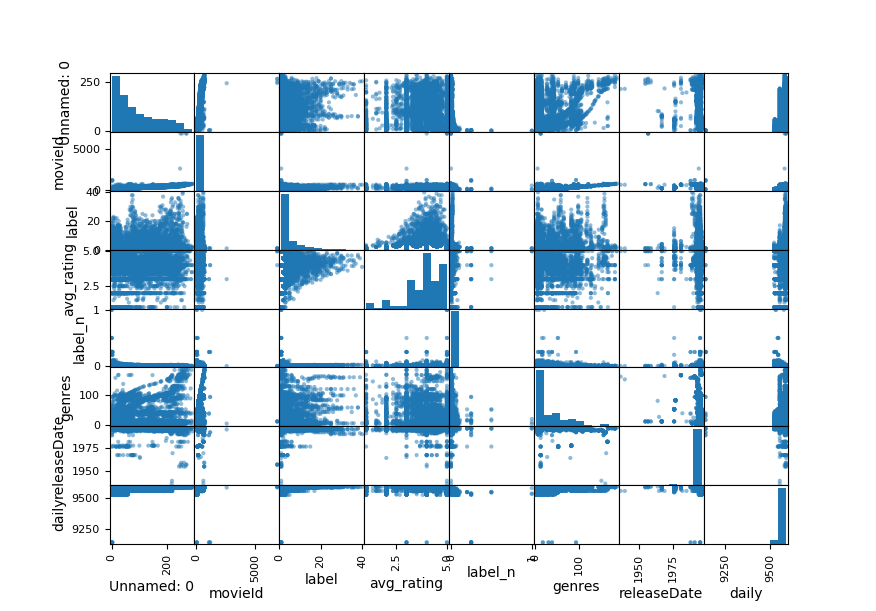 Unnamed: 0
250
0
movieId
5000
0
label
40
20
0
avg_rating
5.0
2.5
label_n
1
0
genres
100
0
releaseDate
1975
1950
daily
9500
9250
0 200 0 5000 0 20 40 2.5 5.0 0 1 0 100 1950 1975 9250 9500
Unnamed: 0 movieId label avg_rating label_n genres releaseDate daily